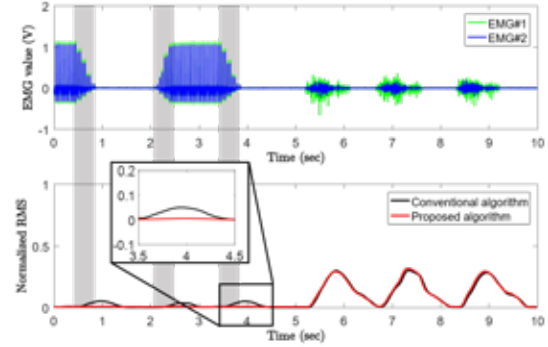 EMG value (V)
2
1
0
-1
EMG#1
EMG#2
0 1 2 3 4 5 6 7 8 9 10
Time (sec)
Normalized RMS
1
0.5
0
0.2
0.1
0
-0.1
3.5 4 4.5
Conventional algorithm
Proposed algorithm
0 1 2 3 4 5 6 7 8 9 10
Time (sec)